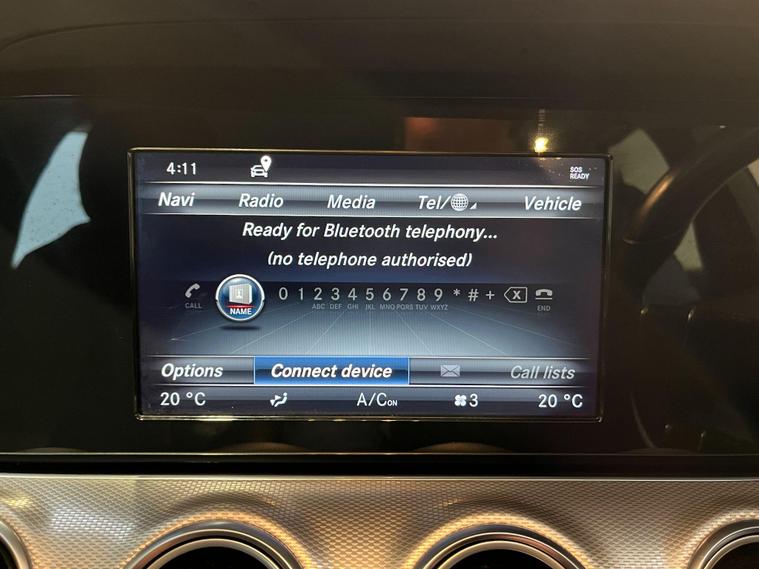 4:11 SOS
READY
Navi Radio Media Tel/ Vehicle
Ready for Bluetooth telephony...
(no telephone authorised)
CALL NAME 0 1 2 3 4 5 6 7 8 9 * # + X END
ABC DEF GHI JKL MNO PQRS TUV WXYZ
Options Connect device Call lists
20 °C A/C ON 3 20 °C